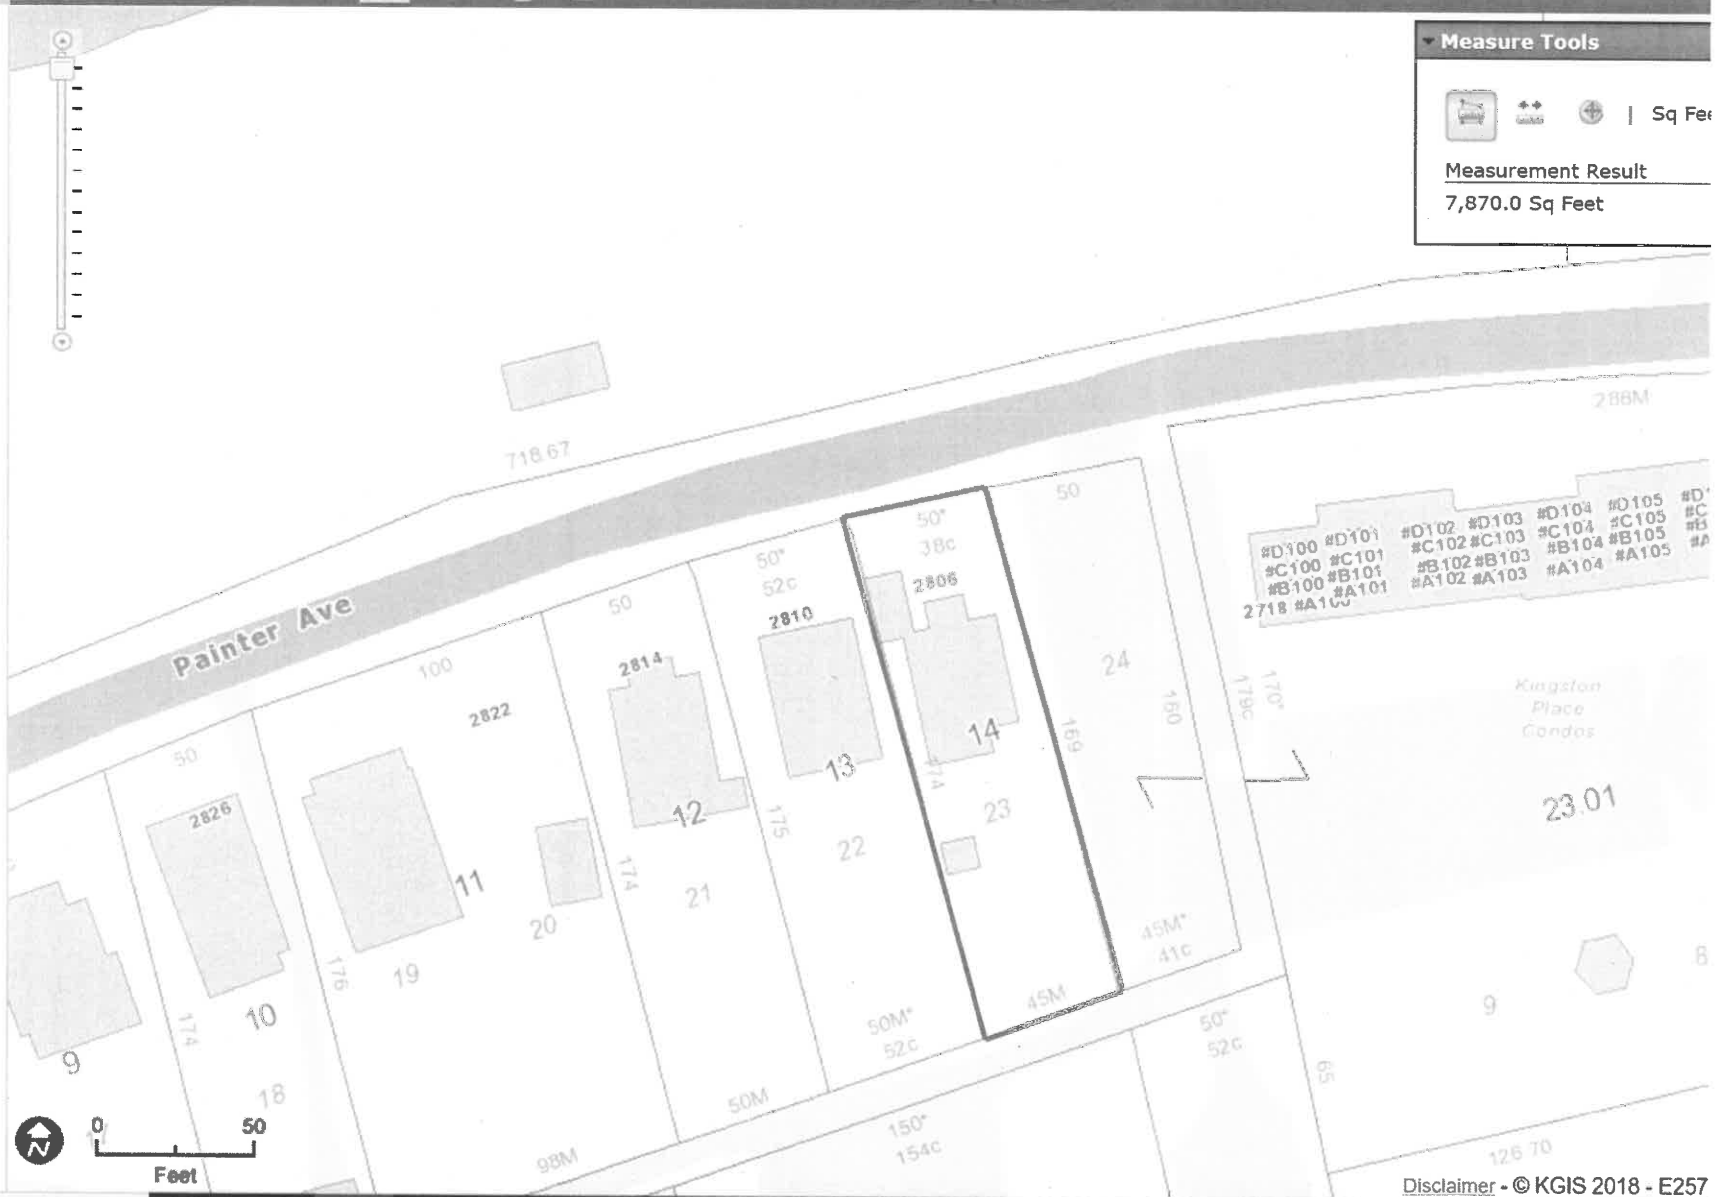 Measure Tools
| Sq Fee
Measurement Result
7,870.0 Sq Feet
288M
718.67
Painter Ave
50
50*
38c
50*
52c
50
100
50
2806
2810
2814
2822
2826
#D100 #D101 #D102 #D103 #D104 #D105 #D
#C100 #C101 #C102 #C103 #C104 #C105 #C
#B100 #B101 #B102 #B103 #B104 #B105 #B
2718 #A100 #A101 #A102 #A103 #A104 #A105 #A
24
160
179c
170*
Kingston
Place
Condos
14
169
174
23
13
175
22
12
174
21
11
20
19
176
10
174
18
9
23.01
45M*
41c
45M
50M*
52c
50M
98M
50*
52c
150*
154c
65
9
8
126.70
N
0 50
Feet
Disclaimer - © KGIS 2018 - E257